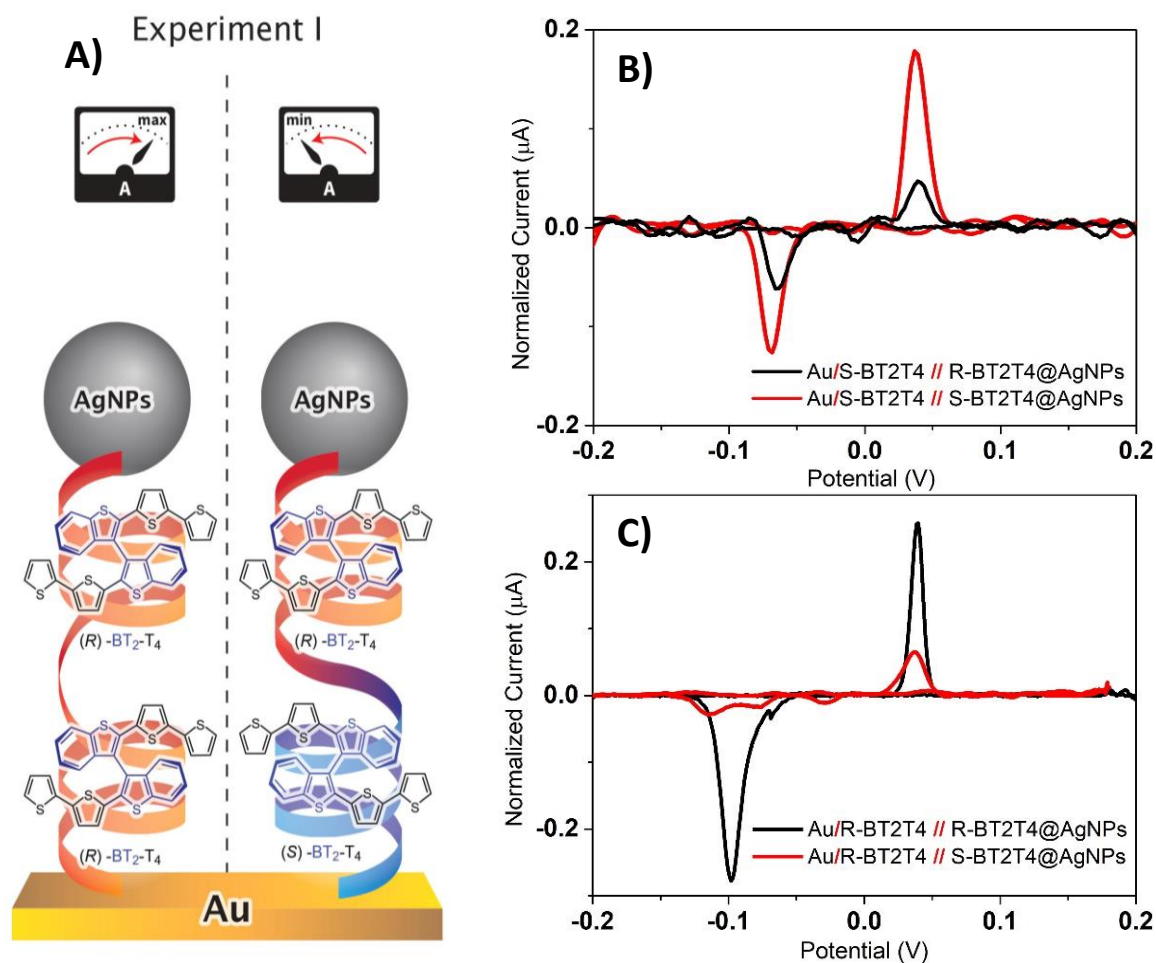 Experiment I
A)
max
A
min
A
AgNPs
AgNPs
S
S
S
S
S
S
(R) -BT₂-T₄
S
S
S
S
S
S
(R) -BT₂-T₄
S
S
S
S
S
S
(R) -BT₂-T₄
S
S
S
S
S
S
(S) -BT₂-T₄
Au
B)
Normalized Current (µA)
0.2
0.0
-0.2
Au/S-BT2T4 // R-BT2T4@AgNPs
Au/S-BT2T4 // S-BT2T4@AgNPs
-0.2 -0.1 0.0 0.1 0.2
Potential (V)
C)
Normalized Current (µA)
0.2
0.0
-0.2
Au/R-BT2T4 // R-BT2T4@AgNPs
Au/R-BT2T4 // S-BT2T4@AgNPs
-0.2 -0.1 0.0 0.1 0.2
Potential (V)